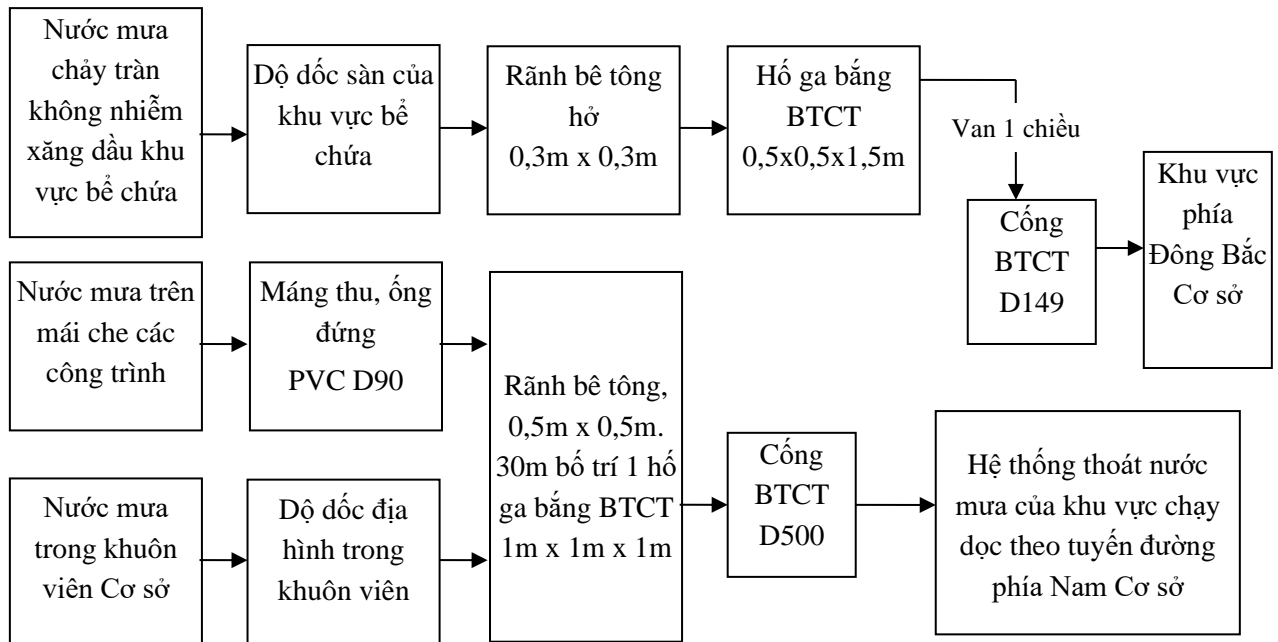 Nước mưa
chảy tràn
không nhiễm
xăng dầu khu
vực bể chứa
Dộ dốc sàn của
khu vực bể
chứa
Rãnh bê tông
hở
0,3m x 0,3m
Hố ga bắng
BTCT
0,5x0,5x1,5m
Van 1 chiều
Cống
BTCT
D149
Khu vực
phía
Đông Bắc
Cơ sở
Nước mưa trên
mái che các
công trình
Máng thu, ống
đứng
PVC D90
Nước mưa
trong khuôn
viên Cơ sở
Dộ dốc địa
hình trong
khuôn viên
Rãnh bê tông,
0,5m x 0,5m.
30m bố trí 1 hố
ga bắng BTCT
1m x 1m x 1m
Cống
BTCT
D500
Hệ thống thoát nước
mưa của khu vực chạy
dọc theo tuyến đường
phía Nam Cơ sở